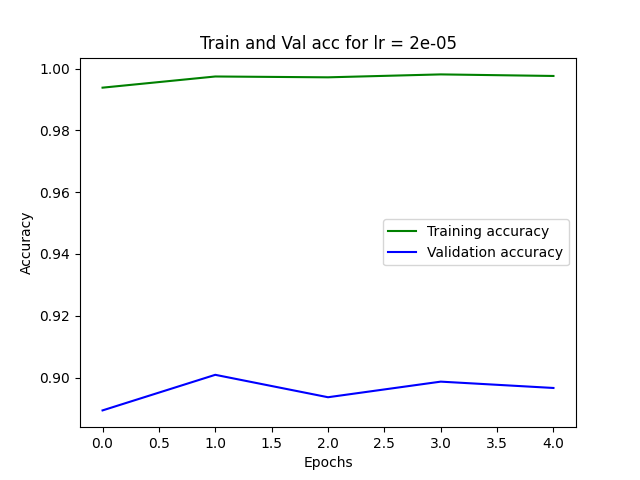 Train and Val acc for lr = 2e-05
1.00
0.98
0.96
0.94
0.92
0.90
Accuracy
Training accuracy
Validation accuracy
0.0 0.5 1.0 1.5 2.0 2.5 3.0 3.5 4.0
Epochs